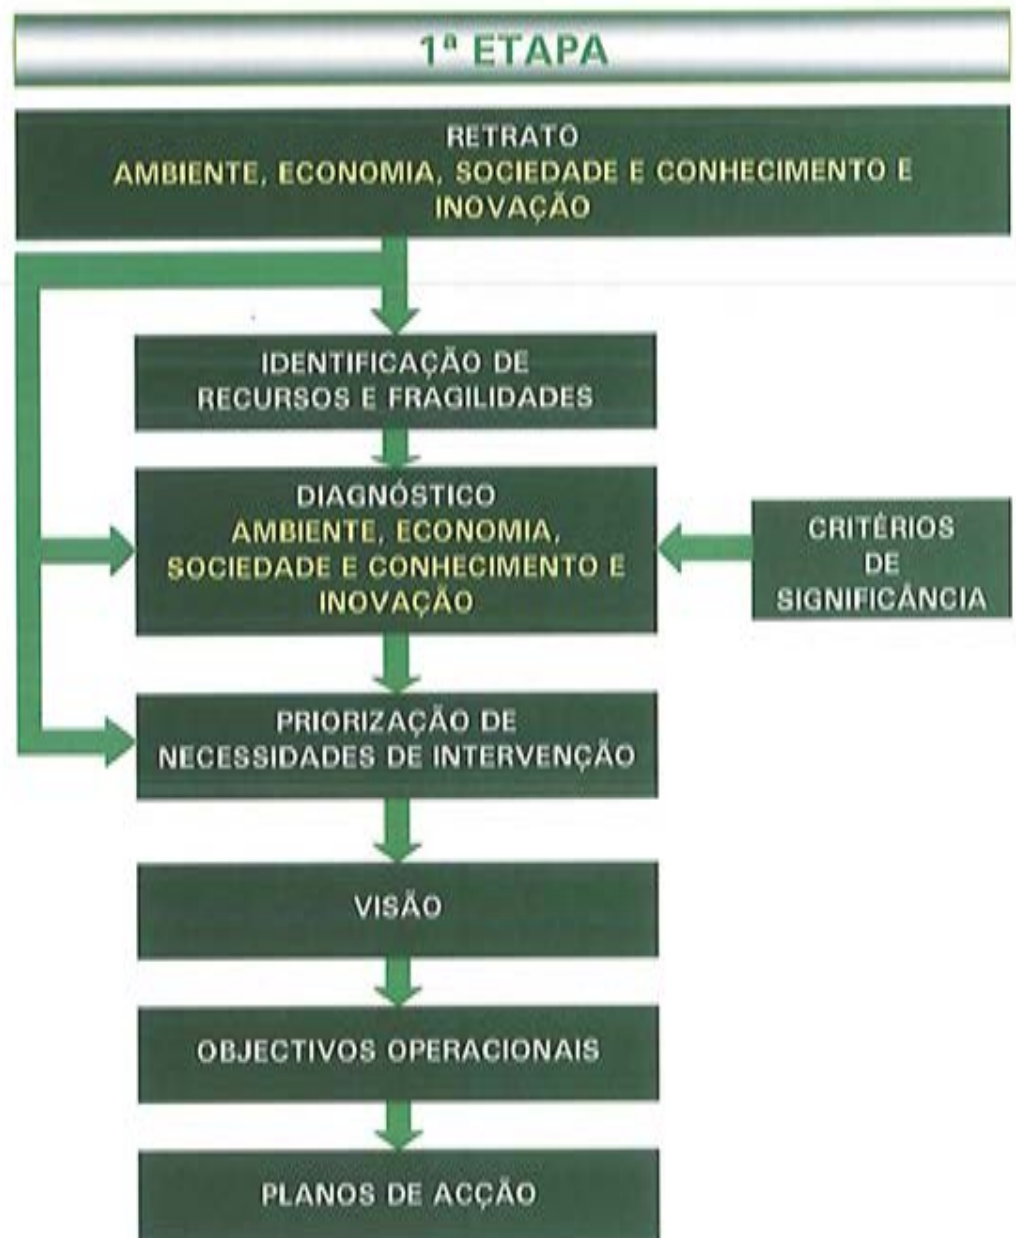 1ª ETAPA
RETRATO
AMBIENTE, ECONOMIA, SOCIEDADE E CONHECIMENTO E
INOVAÇÃO
IDENTIFICAÇÃO DE
RECURSOS E FRAGILIDADES
DIAGNÓSTICO
AMBIENTE, ECONOMIA,
SOCIEDADE E CONHECIMENTO E
INOVAÇÃO
CRITÉRIOS
DE
SIGNIFICÂNCIA
PRIORIZAÇÃO DE
NECESSIDADES DE INTERVENÇÃO
VISÃO
OBJECTIVOS OPERACIONAIS
PLANOS DE ACÇÃO